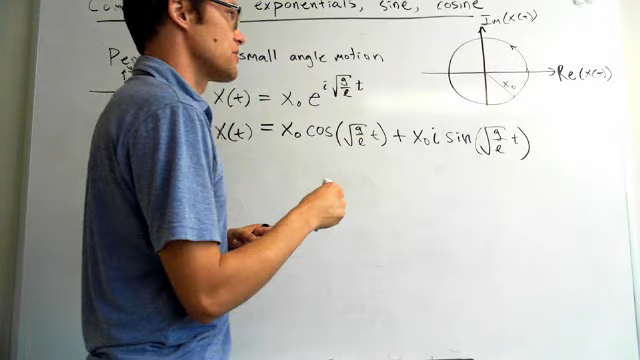 exponentials, sine, cosine
small angle motion
X(t) = X₀ e^{i√(g/l) t}
X(t) = X₀ cos(√(g/l) t) + X₀ i sin(√(g/l) t)
Im(X(t))
Re(X(t))
X₀